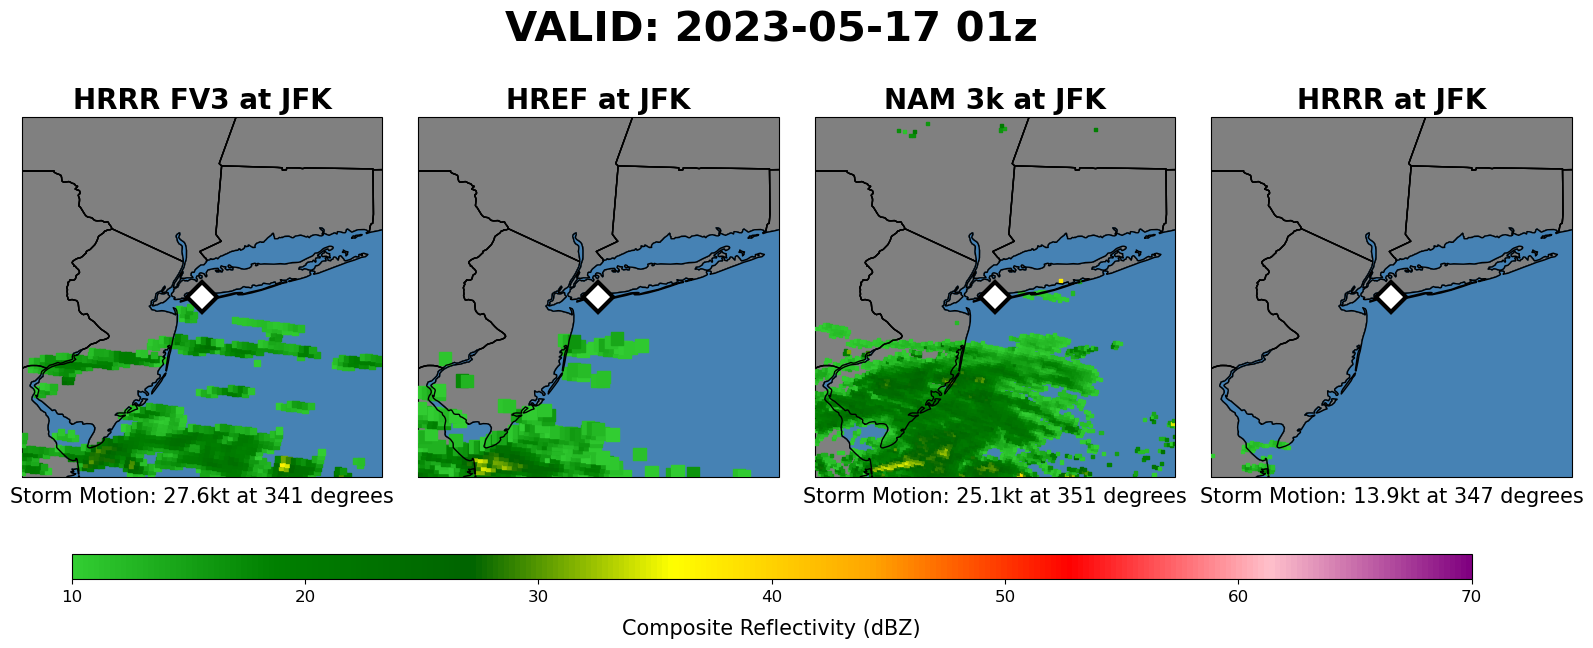 VALID: 2023-05-17 01z
HRRR FV3 at JFK
HREF at JFK
NAM 3k at JFK
HRRR at JFK
Storm Motion: 27.6kt at 341 degrees
Storm Motion: 25.1kt at 351 degrees
Storm Motion: 13.9kt at 347 degrees
10 20 30 40 50 60 70
Composite Reflectivity (dBZ)